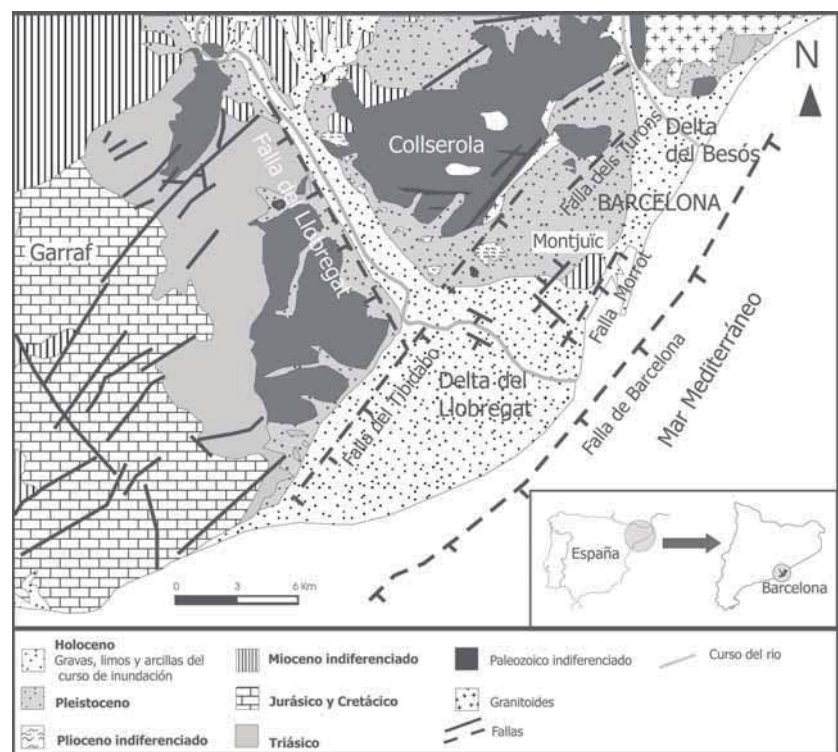 N
Collserola
Falla del Llobregat
Delta
del Besós
Falla dels Turons
BARCELONA
Garraf
Montjuïc
Falla Morrot
Delta del
Llobregat
Falla del Tibidabo
Falla de Barcelona
Mar Mediterráneo
España
Barcelona
0 3 6 Km
Holoceno
Gravas, limos y arcillas del
curso de inundación
Pleistoceno
Plioceno indiferenciado
Mioceno indiferenciado
Jurásico y Cretácico
Triásico
Paleozoico indiferenciado
Granitoides
Fallas
Curso del rio